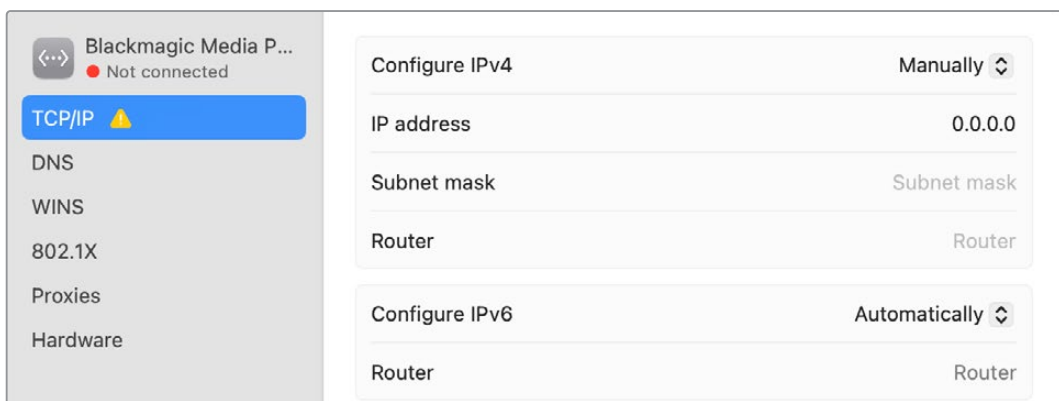 Blackmagic Media P...
Not connected
TCP/IP
DNS
WINS
802.1X
Proxies
Hardware
Configure IPv4 Manually
IP address 0.0.0.0
Subnet mask Subnet mask
Router Router
Configure IPv6 Automatically
Router Router